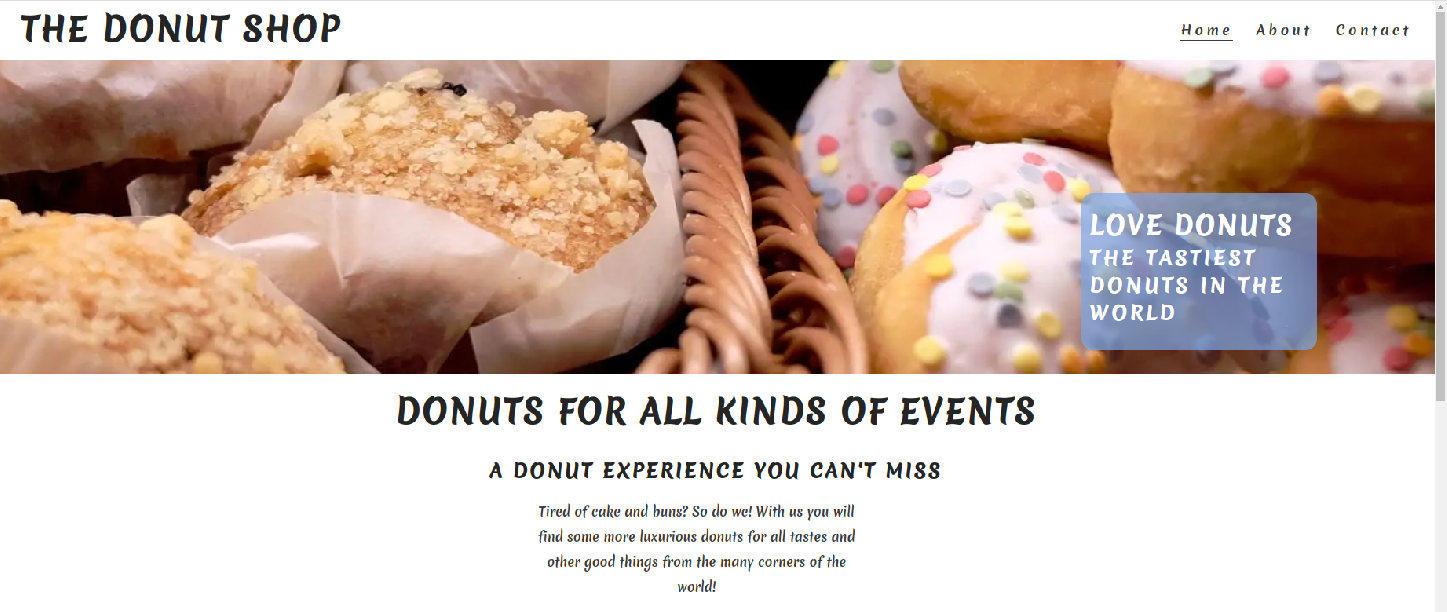 THE DONUT SHOP
Home About Contact
LOVE DONUTS
THE TASTIEST
DONUTS IN THE
WORLD
DONUTS FOR ALL KINDS OF EVENTS
A DONUT EXPERIENCE YOU CAN'T MISS
Tired of cake and buns? So do we! With us you will
find some more luxurious donuts for all tastes and
other good things from the many corners of the
world!